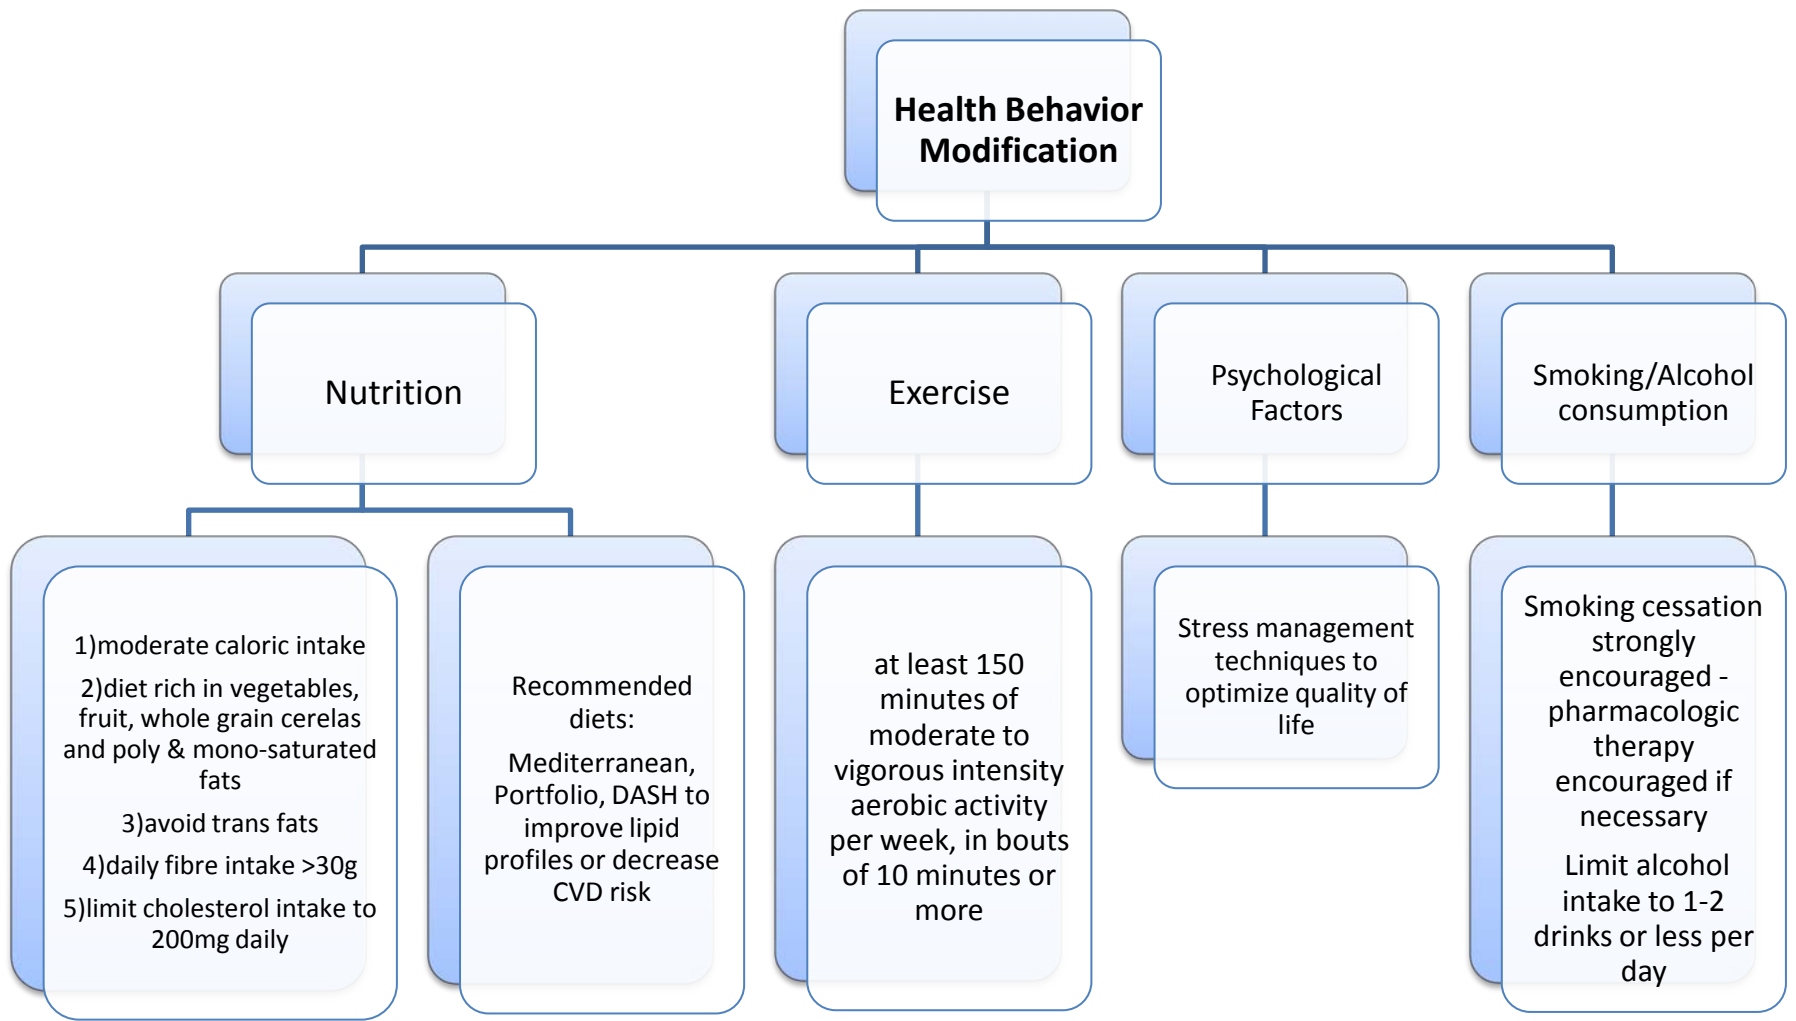 Health Behavior
Modification
Nutrition
Exercise
Psychological
Factors
Smoking/Alcohol
consumption
1)moderate caloric intake
2)diet rich in vegetables,
fruit, whole grain cerelas
and poly & mono-saturated
fats
3)avoid trans fats
4)daily fibre intake >30g
5)limit cholesterol intake to
200mg daily
Recommended
diets:
Mediterranean,
Portfolio, DASH to
improve lipid
profiles or decrease
CVD risk
at least 150
minutes of
moderate to
vigorous intensity
aerobic activity
per week, in bouts
of 10 minutes or
more
Stress management
techniques to
optimize quality of
life
Smoking cessation
strongly
encouraged -
pharmacologic
therapy
encouraged if
necessary
Limit alcohol
intake to 1-2
drinks or less per
day